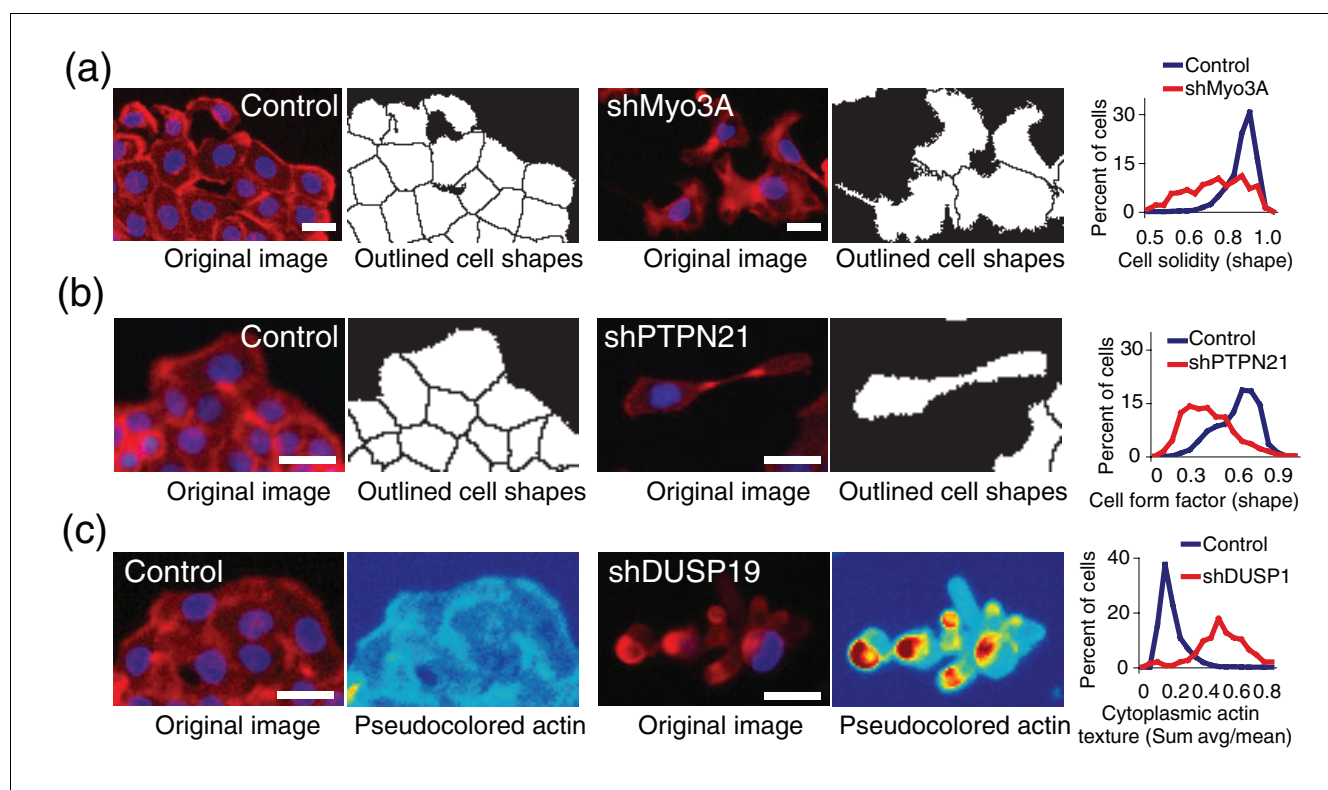 (a)
Control
shMyo3A
Original image
Outlined cell shapes
Original image
Outlined cell shapes
Control
shMyo3A
Percent of cells
30
15
0
0.5 0.6 0.8 1.0
Cell solidity (shape)
(b)
Control
shPTPN21
Original image
Outlined cell shapes
Original image
Outlined cell shapes
Control
shPTPN21
Percent of cells
30
15
0
0 0.3 0.6 0.9
Cell form factor (shape)
(c)
Control
shDUSP19
Original image
Pseudocolored actin
Original image
Pseudocolored actin
Control
shDUSP1
Percent of cells
40
20
0
0 0.20 0.4 0.6 0.8
Cytoplasmic actin
texture (Sum avg/mean)